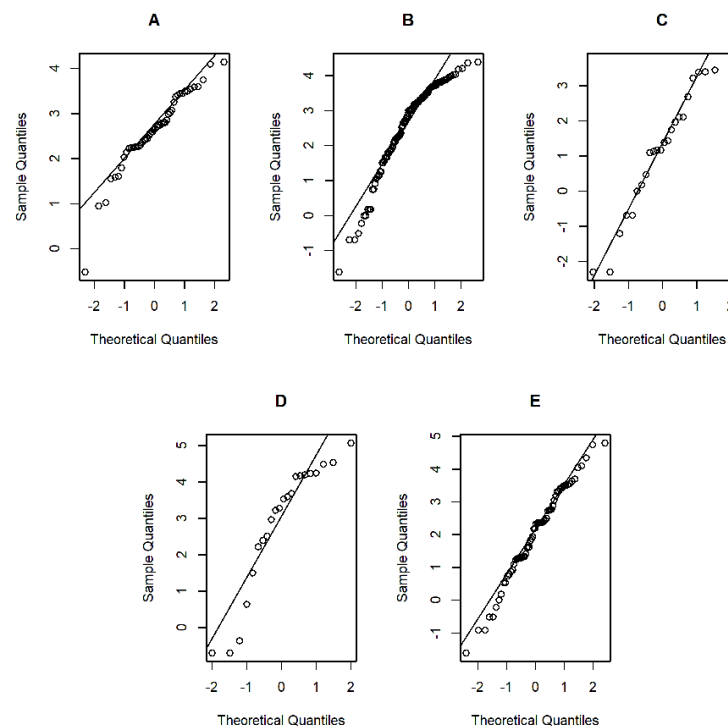 A B C
Sample Quantiles
0 1 2 3 4
-2 -1 0 1 2
Theoretical Quantiles
Sample Quantiles
-1 0 1 2 3 4
-2 -1 0 1 2
Theoretical Quantiles
Sample Quantiles
-2 -1 0 1 2 3
-2 -1 0 1 2
Theoretical Quantiles
D E
Sample Quantiles
0 1 2 3 4 5
-2 -1 0 1 2
Theoretical Quantiles
Sample Quantiles
-1 0 1 2 3 4 5
-2 -1 0 1 2
Theoretical Quantiles